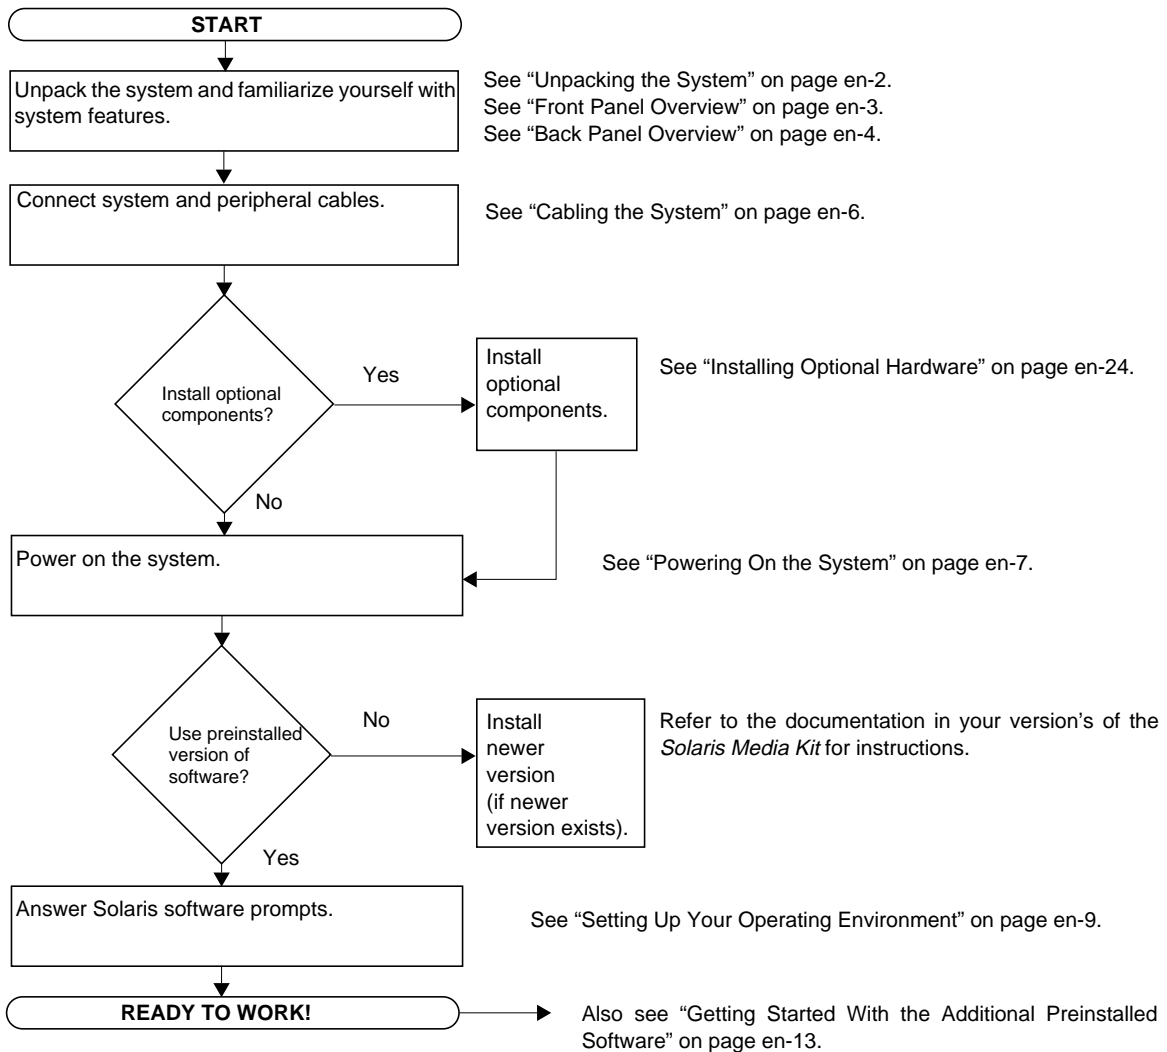 START
Unpack the system and familiarize yourself with
system features.
See “Unpacking the System” on page en-2.
See “Front Panel Overview” on page en-3.
See “Back Panel Overview” on page en-4.
Connect system and peripheral cables.
See “Cabling the System” on page en-6.
Install optional
components?
Yes
Install
optional
components.
See “Installing Optional Hardware” on page en-24.
No
Power on the system.
See “Powering On the System” on page en-7.
Use preinstalled
version of
software?
No
Install
newer
version
(if newer
version exists).
Refer to the documentation in your version’s of the
Solaris Media Kit for instructions.
Yes
Answer Solaris software prompts.
See “Setting Up Your Operating Environment” on page en-9.
READY TO WORK!
Also see “Getting Started With the Additional Preinstalled
Software” on page en-13.